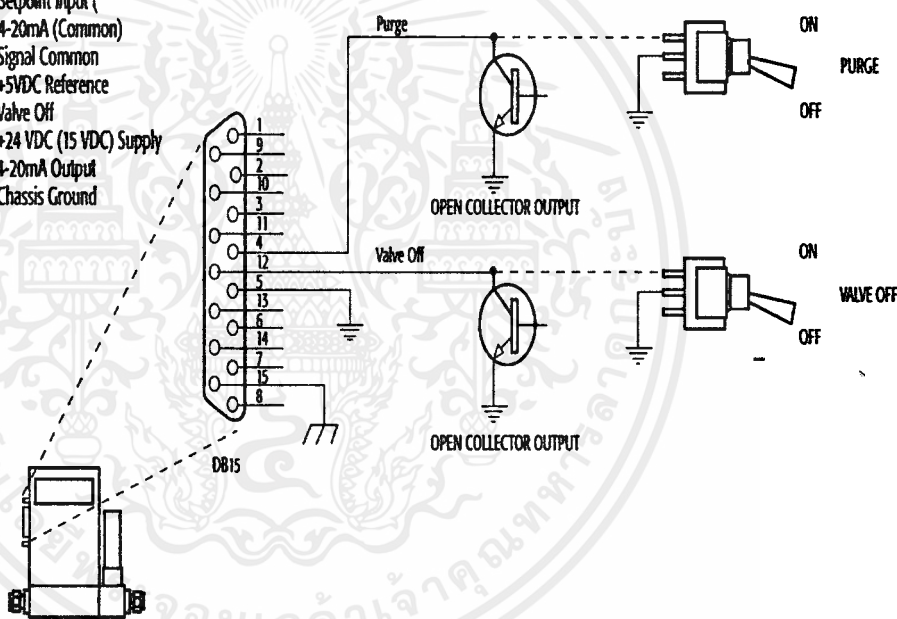 Setpoint Input (
4-20mA (Common)
Signal Common
+5VDC Reference
Valve Off
+24 VDC (15 VDC) Supply
4-20mA Output
Chassis Ground
Purge
ON
PURGE
OFF
OPEN COLLECTOR OUTPUT
1
9
2
10
3
11
4
12
5
13
6
14
7
15
8
DB15
Valve Off
ON
VALVE OFF
OFF
OPEN COLLECTOR OUTPUT